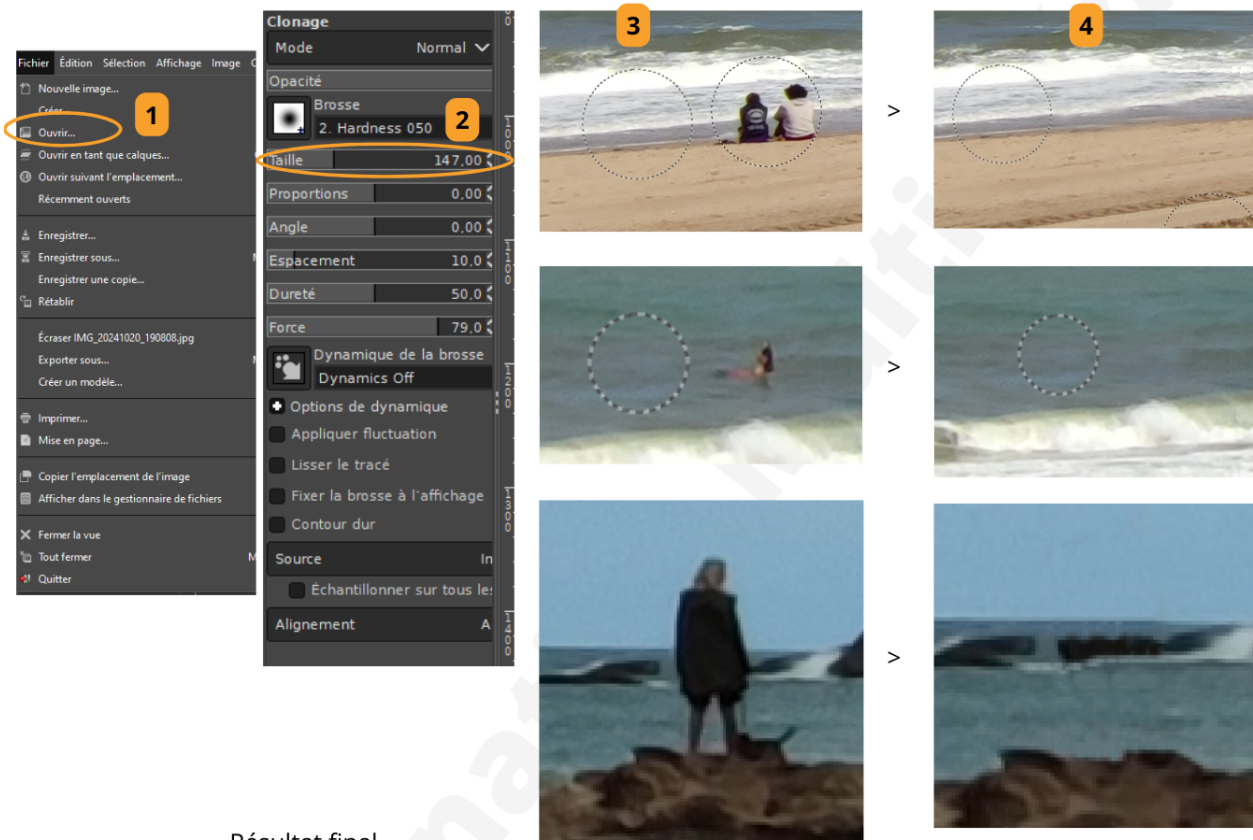 Fichier Édition Sélection Affichage Image
Nouvelle image...
Créer
Ouvrir...
1
Ouvrir en tant que calques...
Ouvrir suivant l'emplacement...
Récemment ouverts
Enregistrer...
Enregistrer sous...
Enregistrer une copie...
Rétablir
Écraser IMG_20241020_190808.jpg
Exporter sous...
Créer un modèle...
Imprimer...
Mise en page...
Copier l'emplacement de l'image
Afficher dans le gestionnaire de fichiers
Fermer la vue
Tout fermer M
Quitter
Clonage
Mode Normal
Opacité
Brosse
2. Hardness 050
2
Taille 147,00
Proportions 0,00
Angle 0,00
Espacement 10,0
Dureté 50,0
Force 79,0
Dynamique de la brosse
Dynamics Off
Options de dynamique
Appliquer fluctuation
Lisser le tracé
Fixer la brosse à l'affichage
Contour dur
Source In
Échantillonner sur tous les
Alignement A
1100
1200
1300
1400
3
>
4
>
>
Résultat final